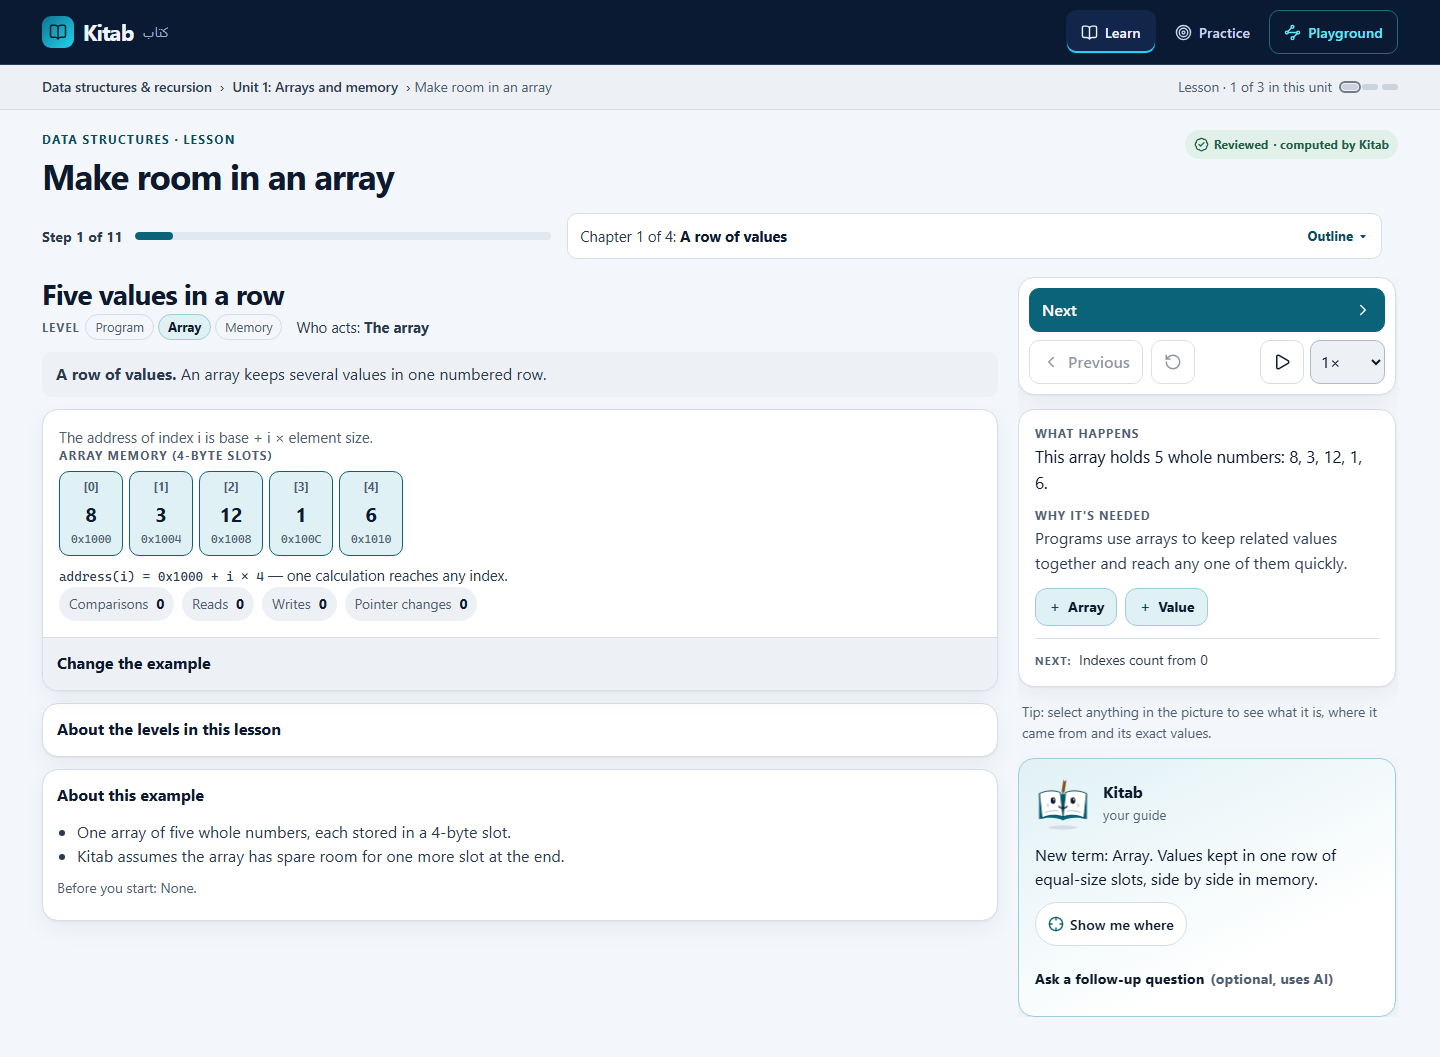 Kitab كتاب
Learn
Practice
Playground
Data structures & recursion › Unit 1: Arrays and memory › Make room in an array
Lesson · 1 of 3 in this unit
DATA STRUCTURES · LESSON
Reviewed · computed by Kitab
Make room in an array
Step 1 of 11
Chapter 1 of 4: A row of values
Outline
Five values in a row
LEVEL Program Array Memory Who acts: The array
A row of values. An array keeps several values in one numbered row.
The address of index i is base + i × element size.
ARRAY MEMORY (4-BYTE SLOTS)
[0] [1] [2] [3] [4]
8 3 12 1 6
0x1000 0x1004 0x1008 0x100C 0x1010
address(i) = 0x1000 + i × 4 — one calculation reaches any index.
Comparisons 0 Reads 0 Writes 0 Pointer changes 0
Change the example
About the levels in this lesson
About this example
• One array of five whole numbers, each stored in a 4-byte slot.
• Kitab assumes the array has spare room for one more slot at the end.
Before you start: None.
Next
Previous
1×
WHAT HAPPENS
This array holds 5 whole numbers: 8, 3, 12, 1,
6.
WHY IT'S NEEDED
Programs use arrays to keep related values
together and reach any one of them quickly.
+ Array + Value
NEXT: Indexes count from 0
Tip: select anything in the picture to see what it is, where it
came from and its exact values.
Kitab
your guide
New term: Array. Values kept in one row of
equal-size slots, side by side in memory.
Show me where
Ask a follow-up question (optional, uses AI)